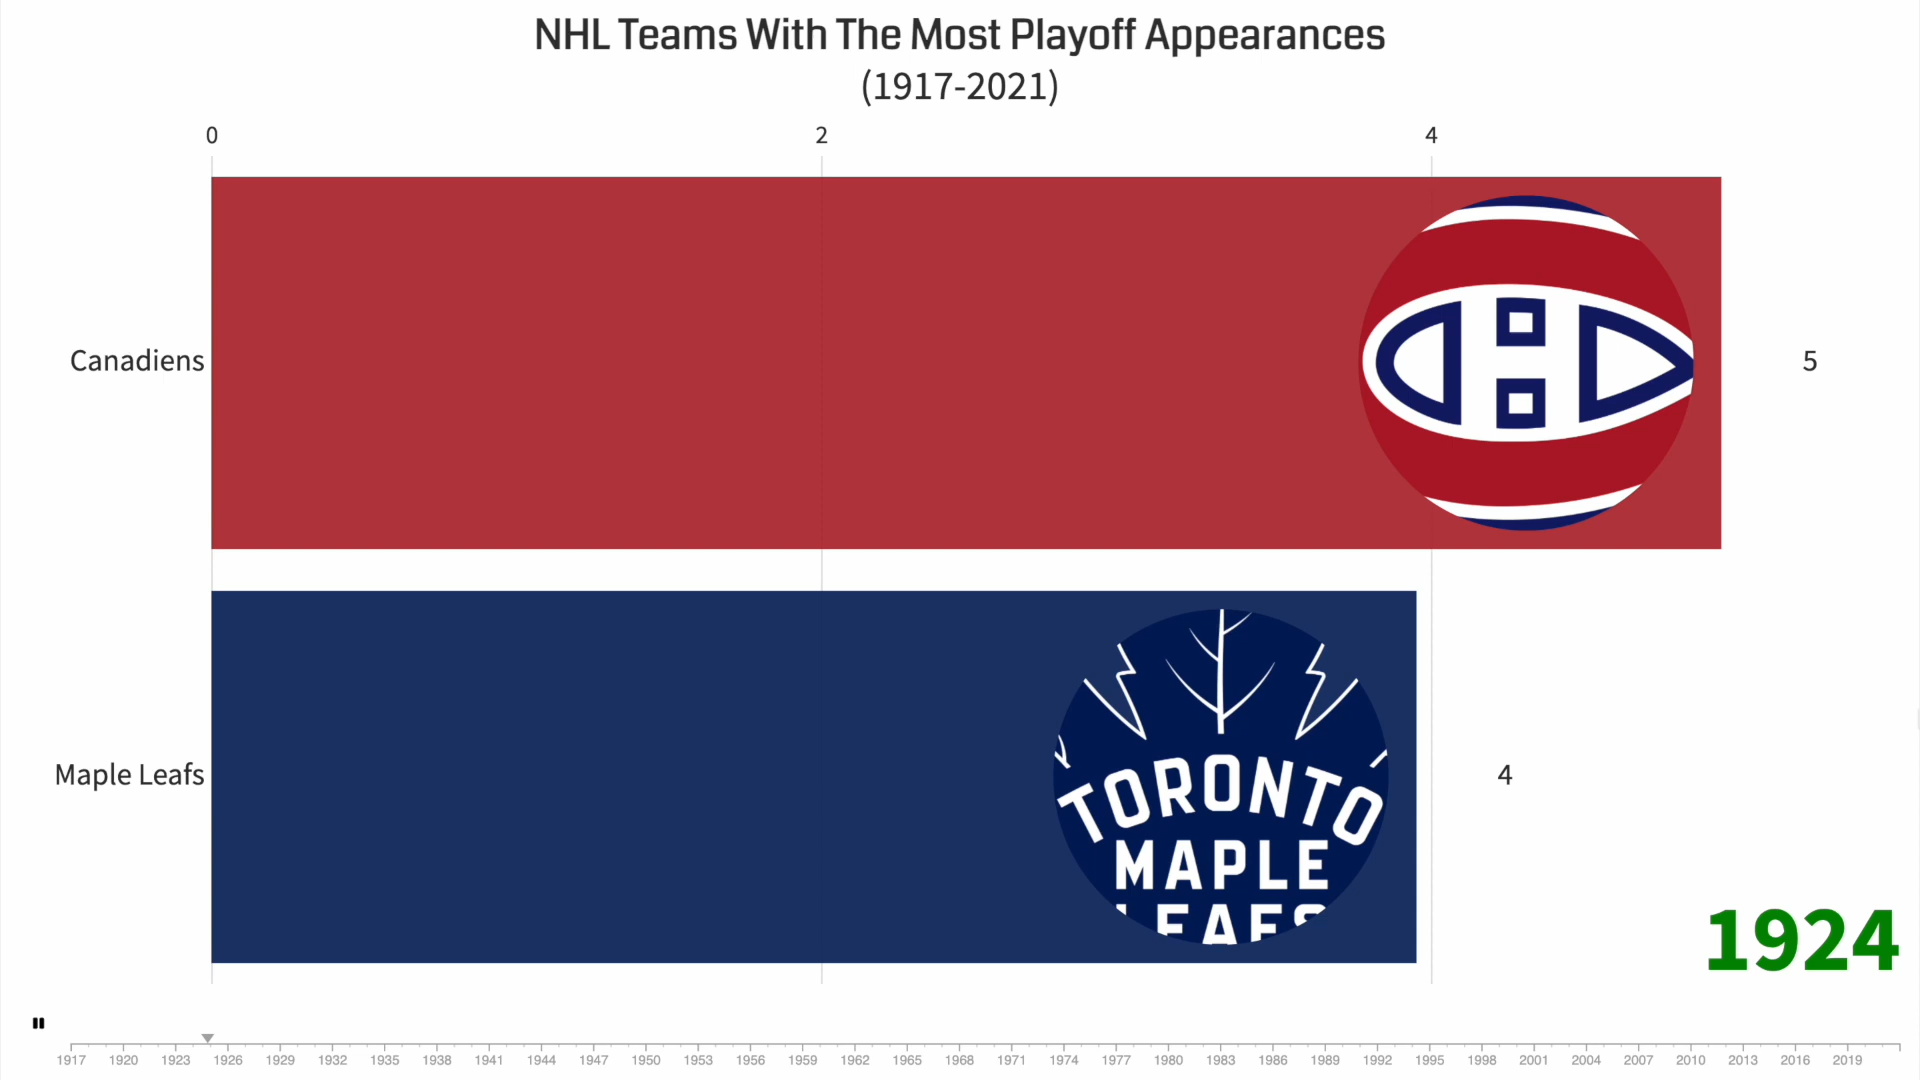 NHL Teams With The Most Playoff Appearances
(1917-2021)
0 2 4
Canadiens 5
Maple Leafs 4
TORONTO
MAPLE
LEAFS
1924
1917 1920 1923 1926 1929 1932 1935 1938 1941 1944 1947 1950 1953 1956 1959 1962 1965 1968 1971 1974 1977 1980 1983 1986 1989 1992 1995 1998 2001 2004 2007 2010 2013 2016 2019